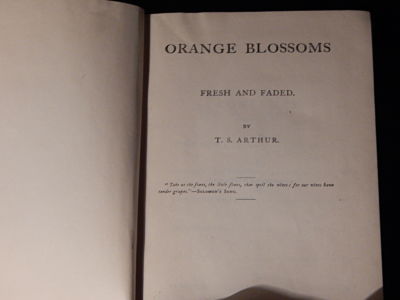 ORANGE BLOSSOMS
FRESH AND FADED.
BY
T. S. ARTHUR.
"Take us the foxes, the little foxes, that spoil the vines: for our vines have
tender grapes."—SOLOMON'S SONG.